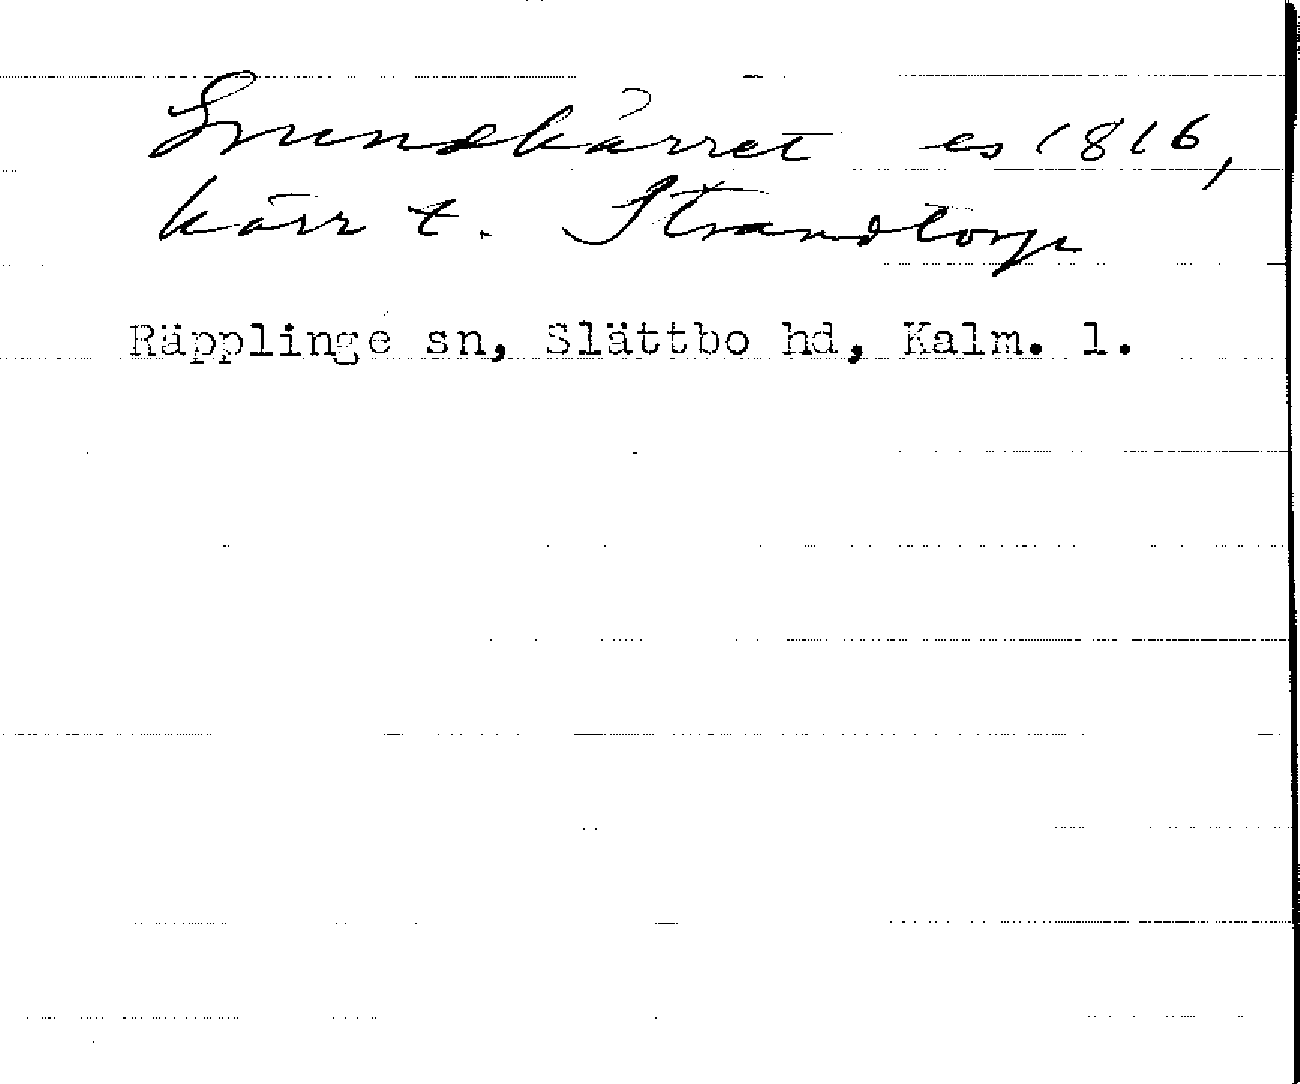 Grundkärret es 1816,
kärr t. Strandtorp
Räpplinge sn, Slättbo hd, Kalm. l.